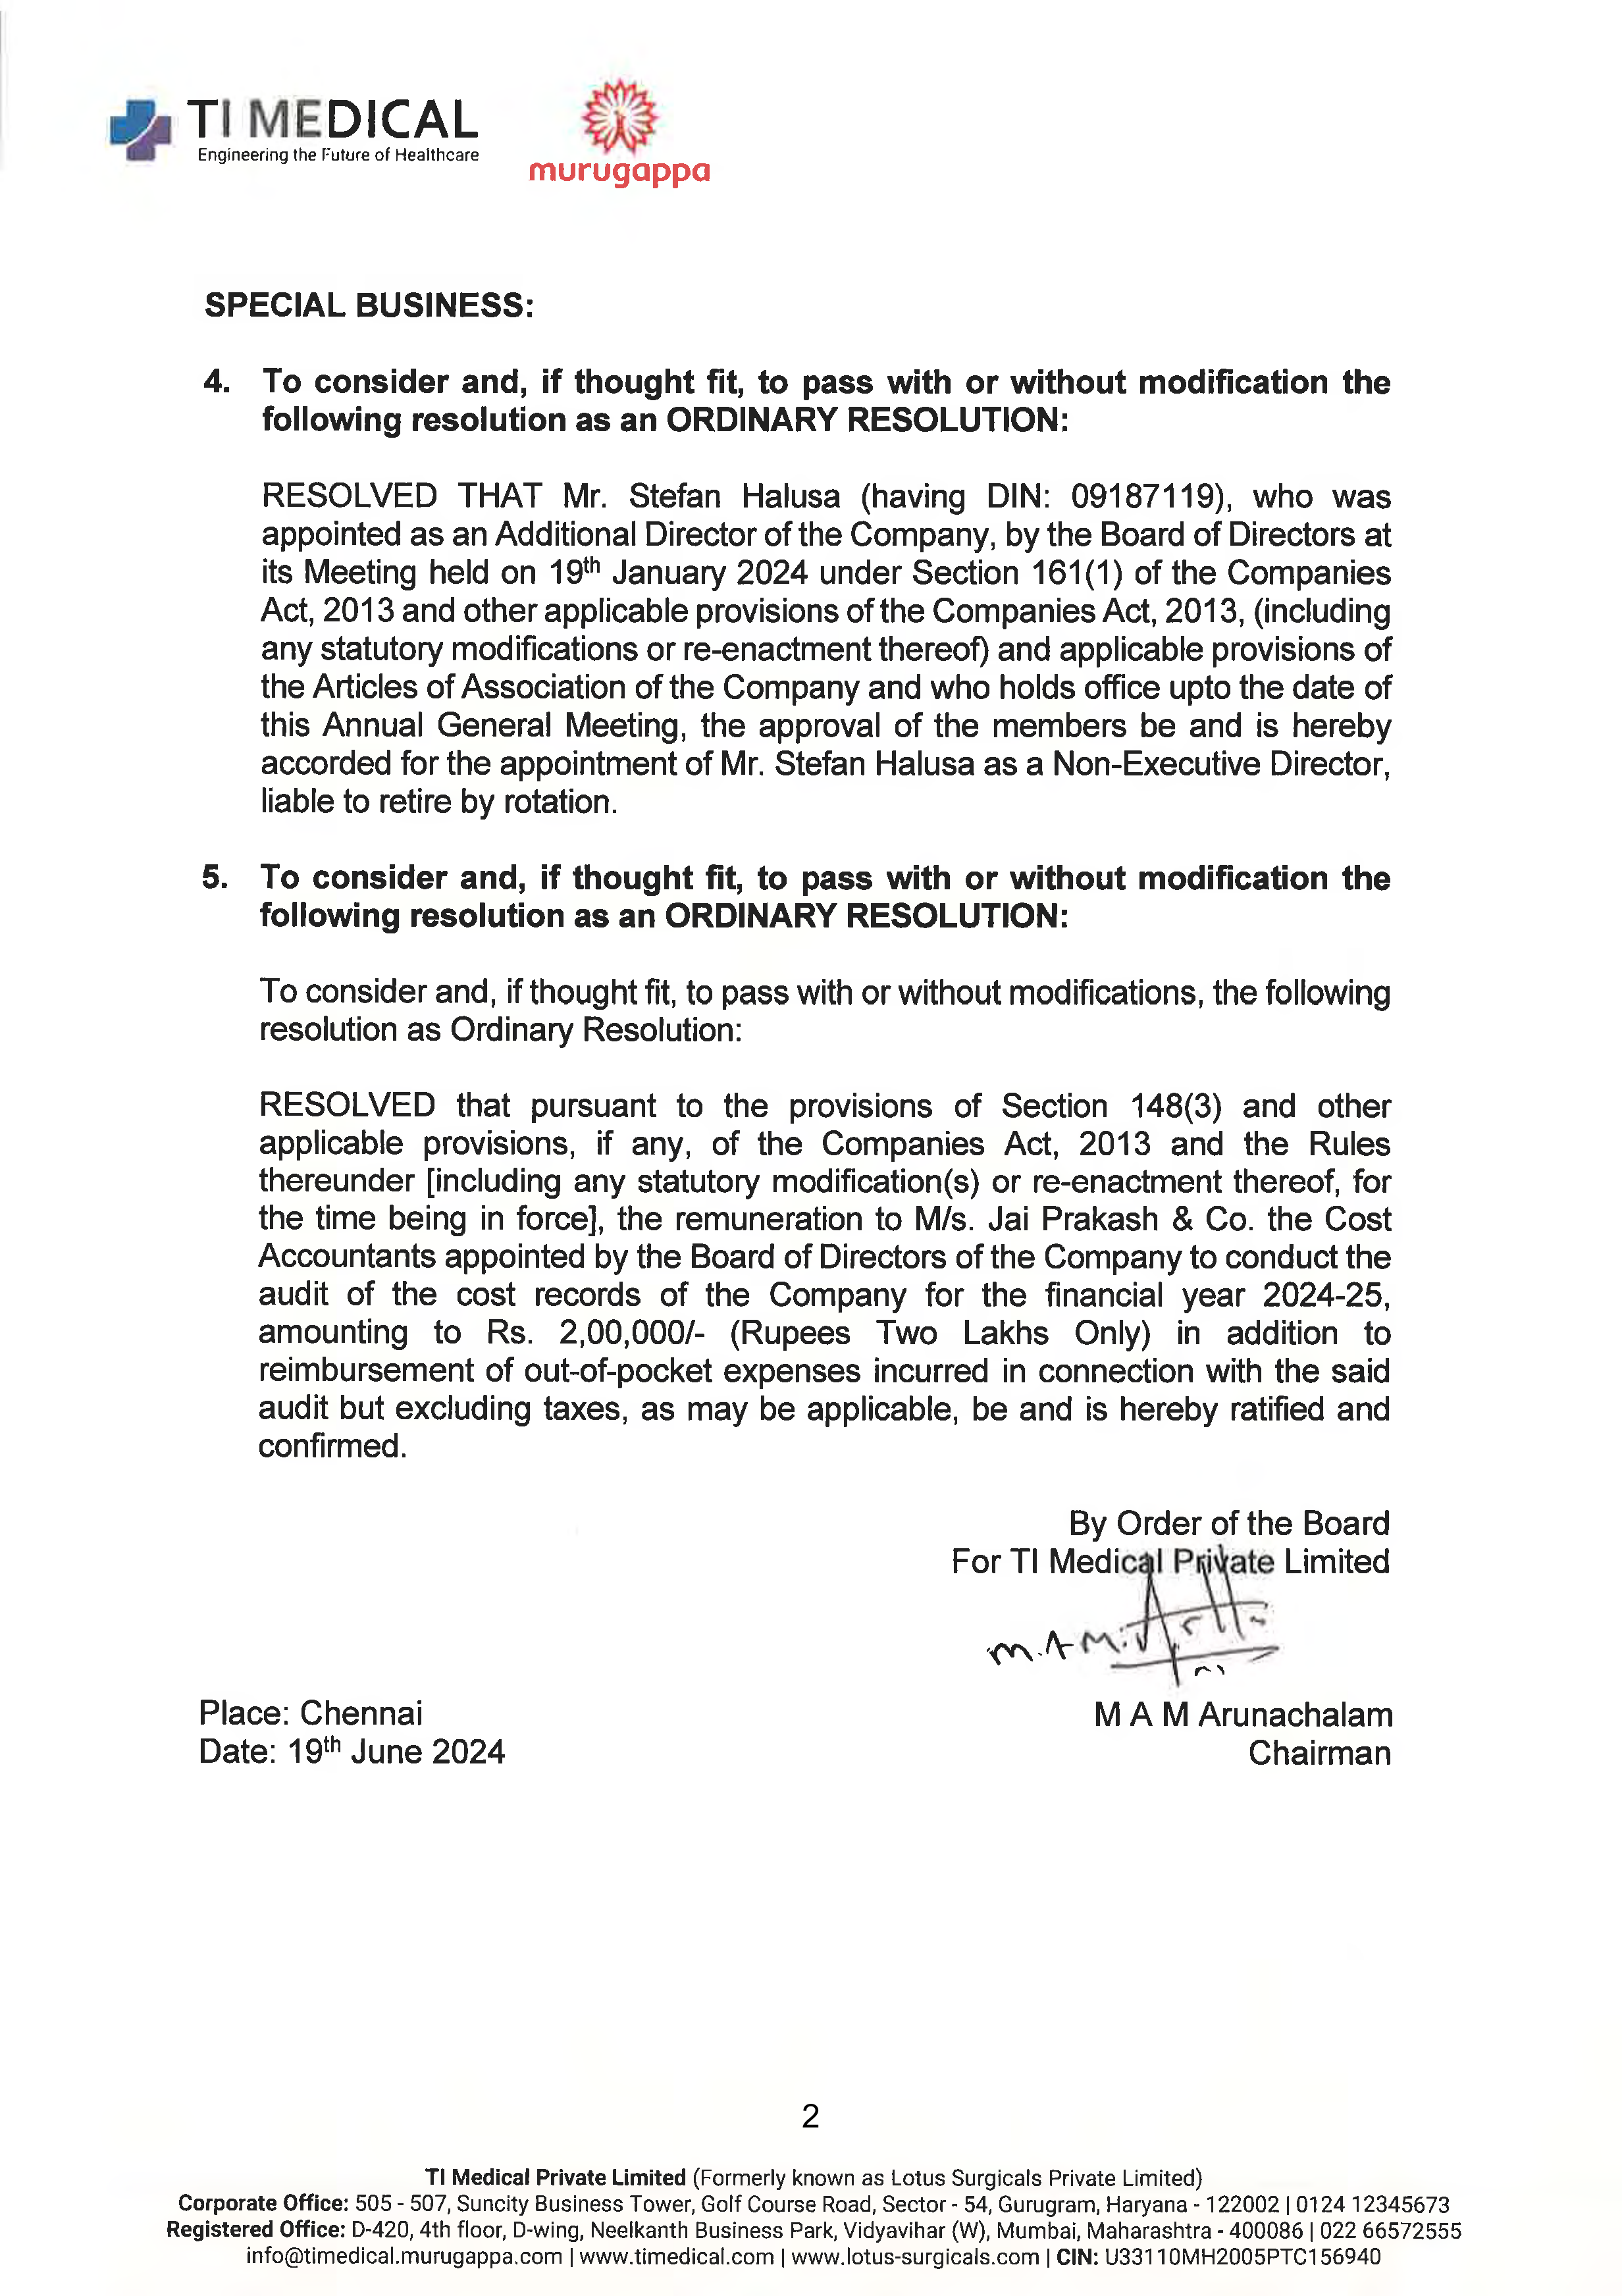 TI MEDICAL
Engineering the Future of Healthcare
murugappa
SPECIAL BUSINESS:
4. To consider and, if thought fit, to pass with or without modification the
following resolution as an ORDINARY RESOLUTION:
RESOLVED THAT Mr. Stefan Halusa (having DIN: 09187119), who was
appointed as an Additional Director of the Company, by the Board of Directors at
its Meeting held on 19th January 2024 under Section 161(1) of the Companies
Act, 2013 and other applicable provisions of the Companies Act, 2013, (including
any statutory modifications or re-enactment thereof) and applicable provisions of
the Articles of Association of the Company and who holds office upto the date of
this Annual General Meeting, the approval of the members be and is hereby
accorded for the appointment of Mr. Stefan Halusa as a Non-Executive Director,
liable to retire by rotation.
5. To consider and, if thought fit, to pass with or without modification the
following resolution as an ORDINARY RESOLUTION:
To consider and, if thought fit, to pass with or without modifications, the following
resolution as Ordinary Resolution:
RESOLVED that pursuant to the provisions of Section 148(3) and other
applicable provisions, if any, of the Companies Act, 2013 and the Rules
thereunder [including any statutory modification(s) or re-enactment thereof, for
the time being in force], the remuneration to M/s. Jai Prakash & Co. the Cost
Accountants appointed by the Board of Directors of the Company to conduct the
audit of the cost records of the Company for the financial year 2024-25,
amounting to Rs. 2,00,000/- (Rupees Two Lakhs Only) in addition to
reimbursement of out-of-pocket expenses incurred in connection with the said
audit but excluding taxes, as may be applicable, be and is hereby ratified and
confirmed.
By Order of the Board
For TI Medical Private Limited
M.A.M.
Place: Chennai
M A M Arunachalam
Date: 19th June 2024
Chairman
2
TI Medical Private Limited (Formerly known as Lotus Surgicals Private Limited)
Corporate Office: 505 - 507, Suncity Business Tower, Golf Course Road, Sector - 54, Gurugram, Haryana - 122002 | 0124 12345673
Registered Office: D-420, 4th floor, D-wing, Neelkanth Business Park, Vidyavihar (W), Mumbai, Maharashtra - 400086 | 022 66572555
info@timedical.murugappa.com | www.timedical.com | www.lotus-surgicals.com | CIN: U33110MH2005PTC156940